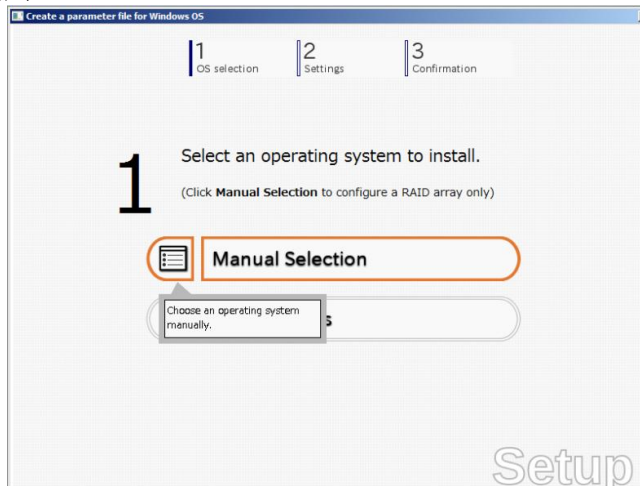 Create a parameter file for Windows OS
1
OS selection
2
Settings
3
Confirmation
1
Select an operating system to install.
(Click Manual Selection to configure a RAID array only)
Manual Selection
Choose an operating system
manually.
s
Setup